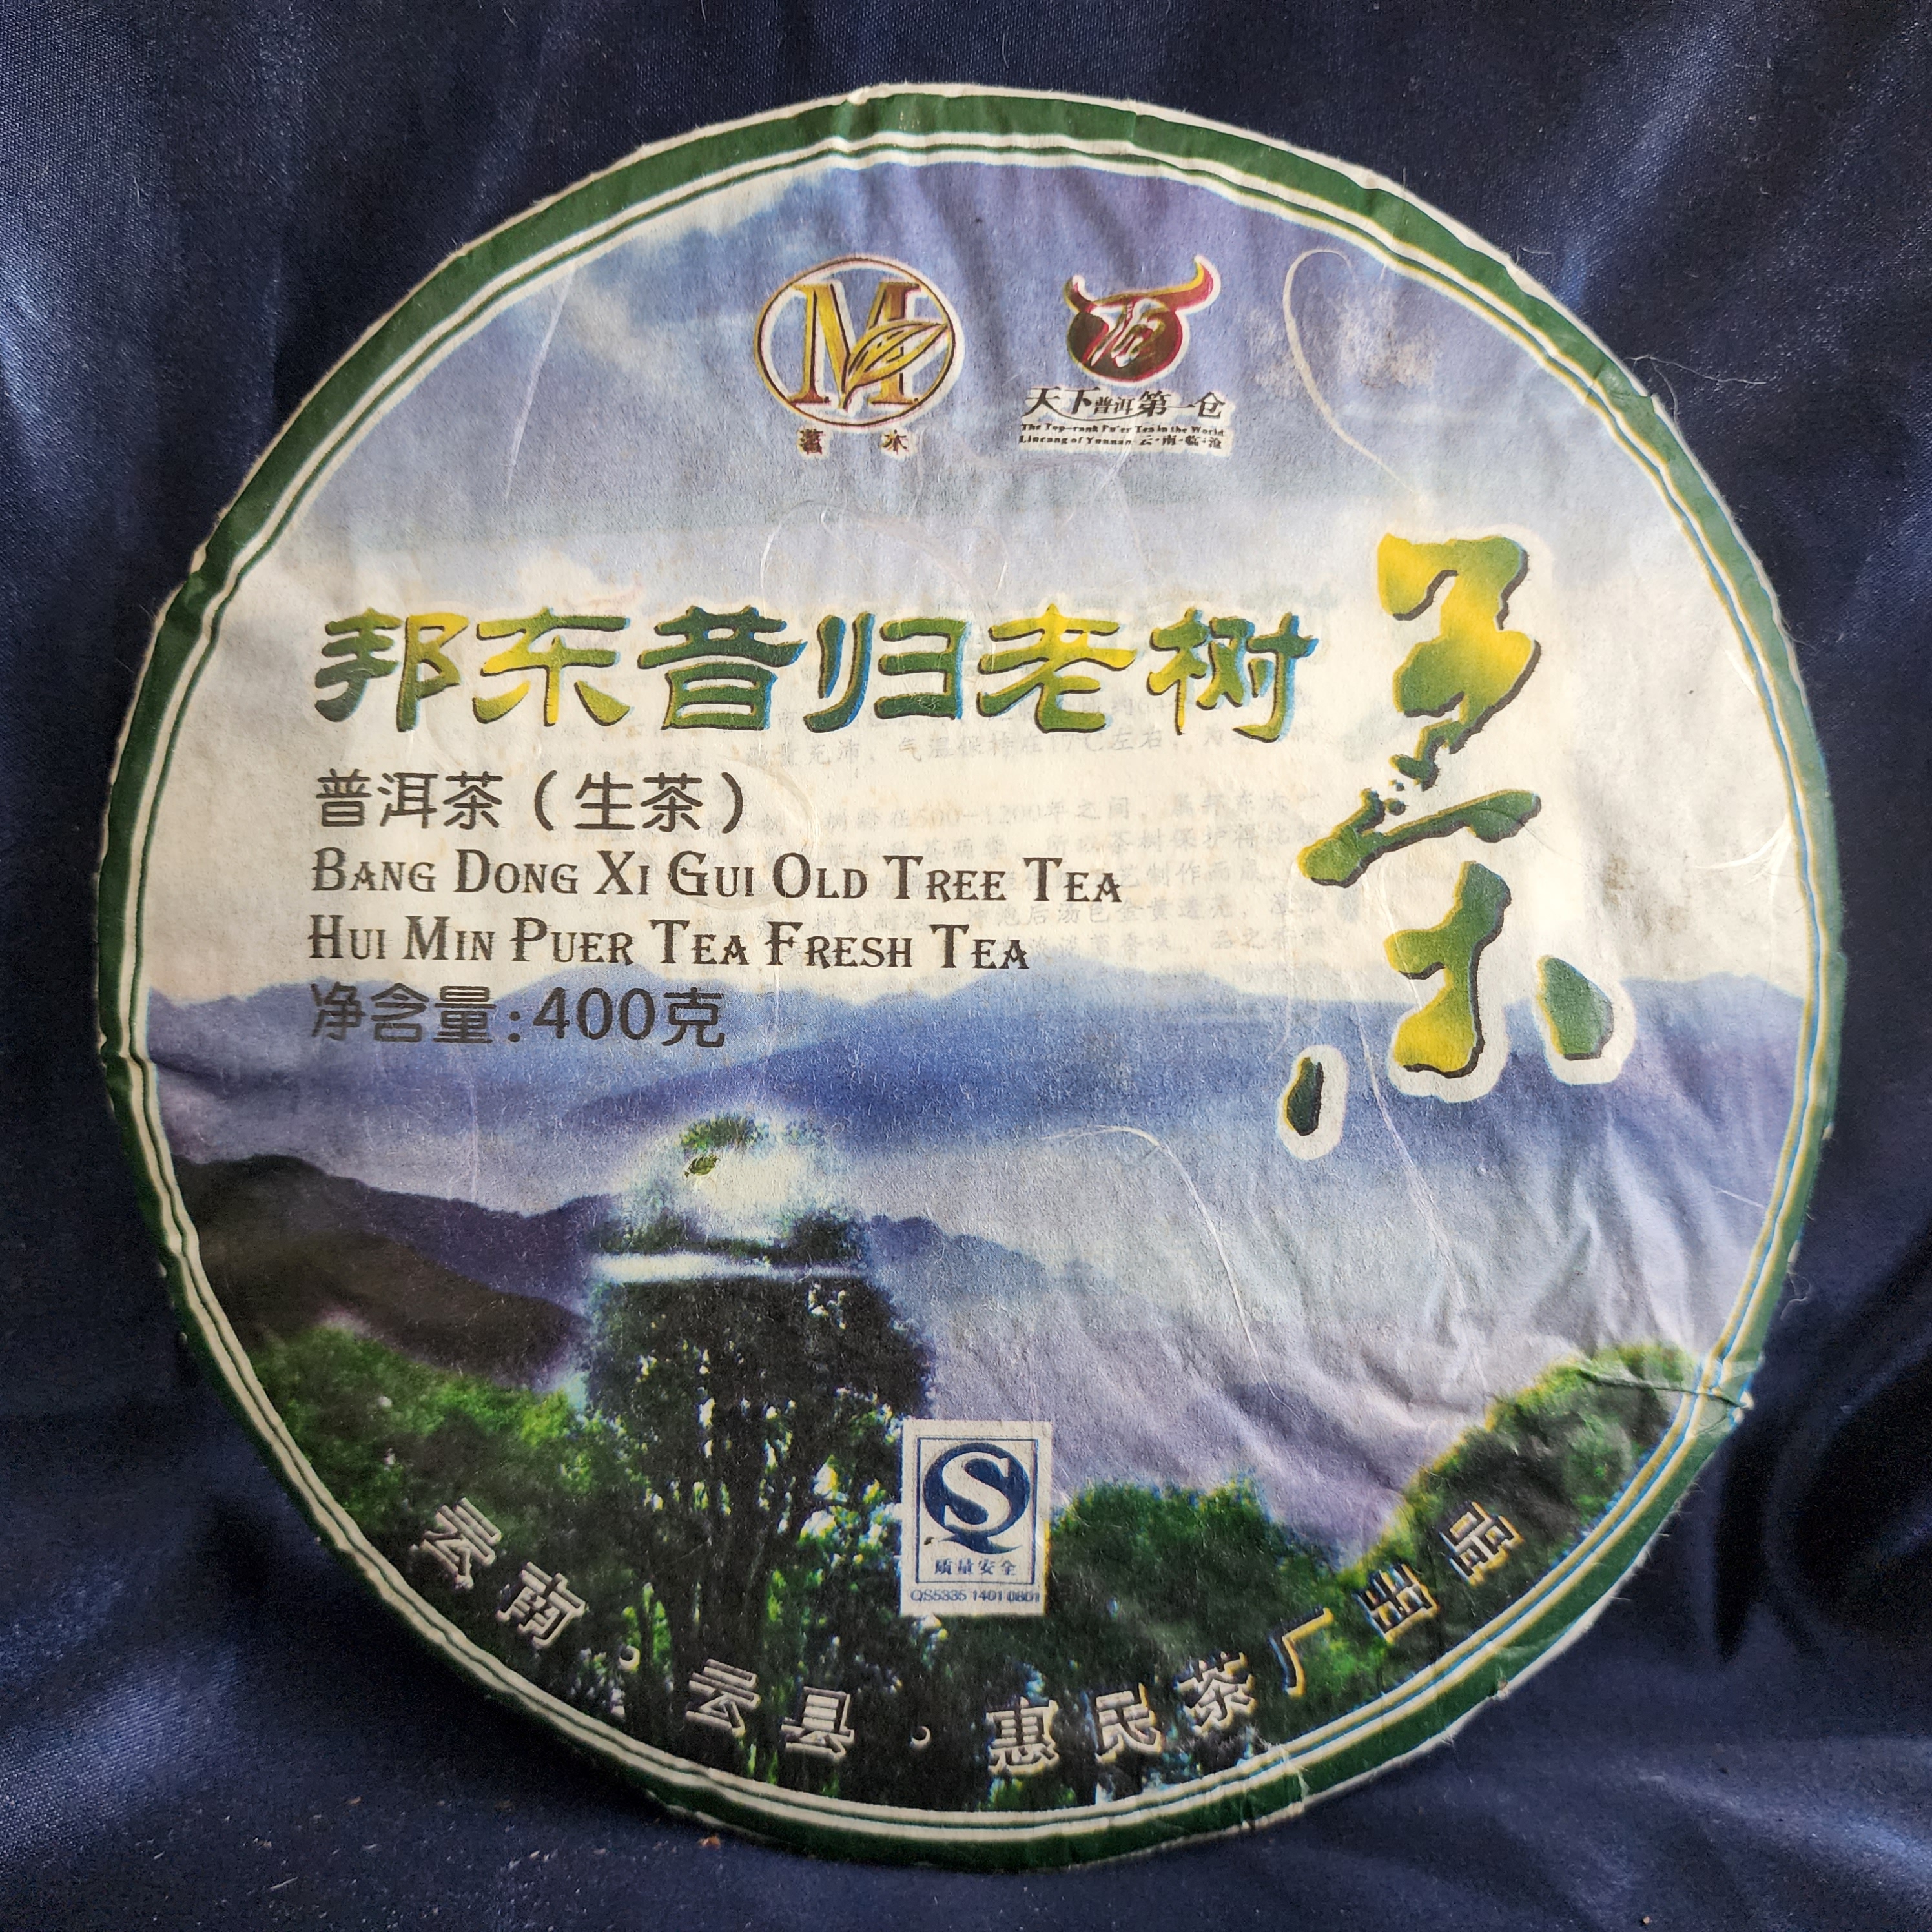 M
天下普洱第一仓
The Top-rank Pu'er Tea in the World
Lincang of Yunnan 云·南·临·沧
邦东昔归老树
茶
普洱茶（生茶）
BANG DONG XI GUI OLD TREE TEA
HUI MIN PUER TEA FRESH TEA
净含量:400克
质量安全
QS5335 1401 0801
云南·云县·惠民茶厂出品